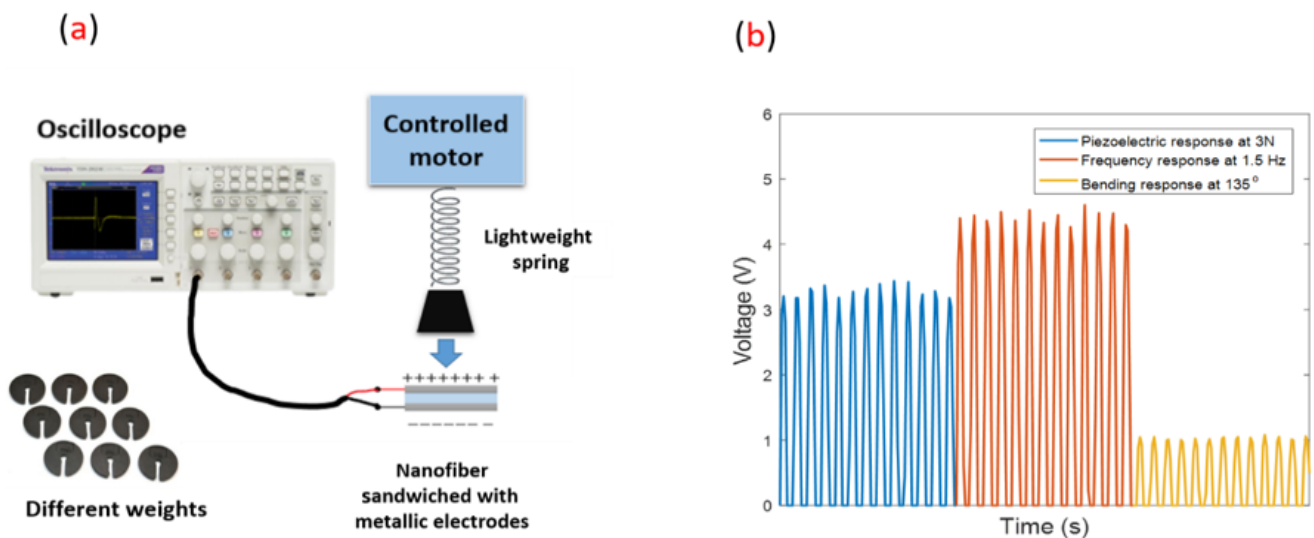 (a)
Oscilloscope
Tektronix
Controlled
motor
Lightweight
spring
+ + + + + + + +
− − − − − − −
Different weights
Nanofiber
sandwiched with
metallic electrodes
(b)
6
5
4
3
2
1
0
Voltage (V)
Time (s)
Piezoelectric response at 3N
Frequency response at 1.5 Hz
Bending response at 135°